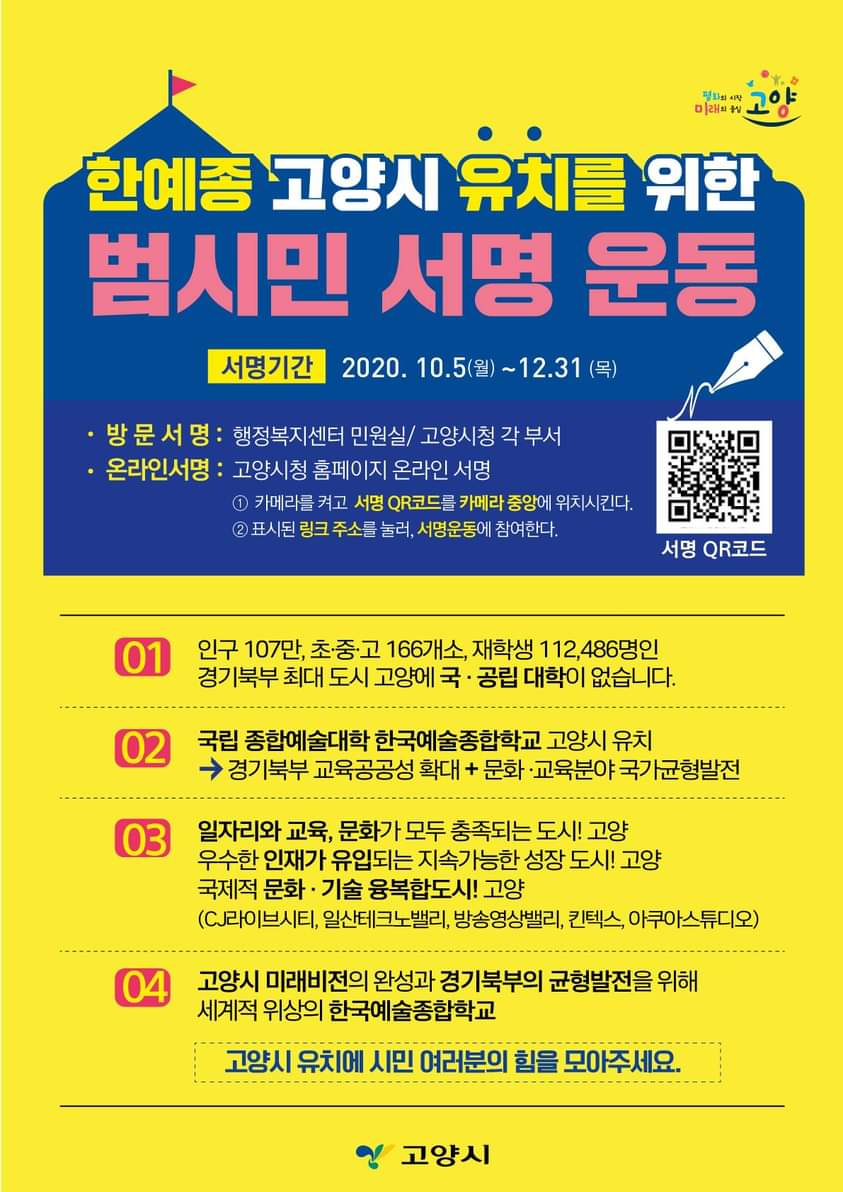 평화의 시작
미래의 중심
고양
한예종 고양시 유치를 위한
범시민 서명 운동
서명기간 2020. 10.5(월) ~12.31 (목)
· 방 문 서 명 : 행정복지센터 민원실/ 고양시청 각 부서
· 온라인서명 : 고양시청 홈페이지 온라인 서명
① 카메라를 켜고 서명 QR코드를 카메라 중앙에 위치시킨다.
② 표시된 링크 주소를 눌러, 서명운동에 참여한다.
서명 QR코드
01 인구 107만, 초·중·고 166개소, 재학생 112,486명인
경기북부 최대 도시 고양에 국·공립 대학이 없습니다.
02 국립 종합예술대학 한국예술종합학교 고양시 유치
→ 경기북부 교육공공성 확대 + 문화·교육분야 국가균형발전
03 일자리와 교육, 문화가 모두 충족되는 도시! 고양
우수한 인재가 유입되는 지속가능한 성장 도시! 고양
국제적 문화·기술 융복합도시! 고양
(CJ라이브시티, 일산테크노밸리, 방송영상밸리, 킨텍스, 아쿠아스튜디오)
04 고양시 미래비전의 완성과 경기북부의 균형발전을 위해
세계적 위상의 한국예술종합학교
고양시 유치에 시민 여러분의 힘을 모아주세요.
고양시